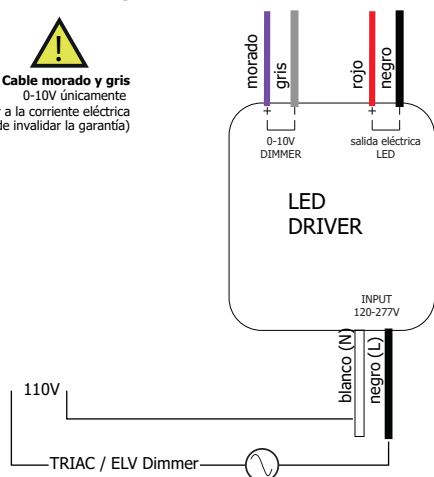 !
Cable morado y gris
0-10V únicamente
a la corriente eléctrica
de invalidar la garantía)
morado
gris
rojo
negro
+ -
+ -
0-10V
DIMMER
salida eléctrica
LED
LED
DRIVER
INPUT
120-277V
blanco (N)
negro (L)
110V
TRIAC / ELV Dimmer